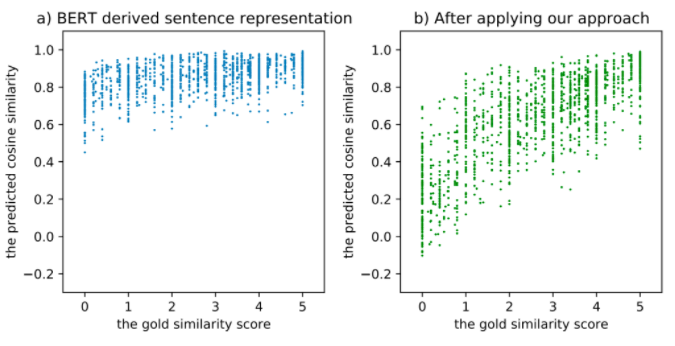 a) BERT derived sentence representation
the predicted cosine similarity
1.0
0.8
0.6
0.4
0.2
0.0
−0.2
0 1 2 3 4 5
the gold similarity score
b) After applying our approach
the predicted cosine similarity
1.0
0.8
0.6
0.4
0.2
0.0
−0.2
0 1 2 3 4 5
the gold similarity score